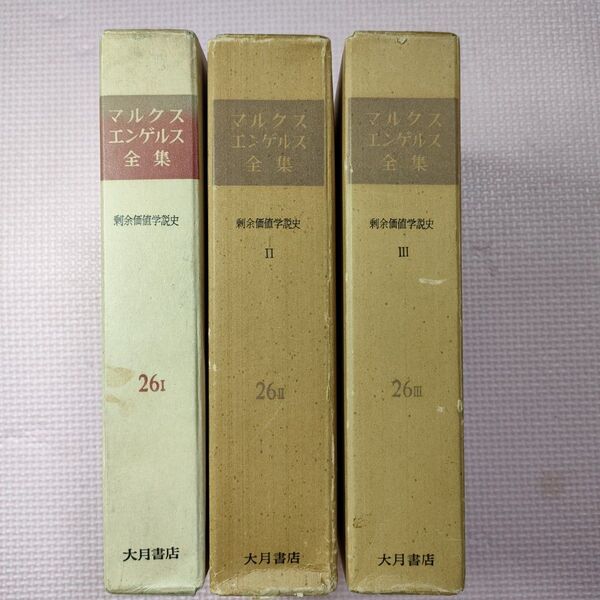 マルクス
エンゲルス
全集
剰余価値学説史
26I
大月書店
マルクス
エンゲルス
全集
剰余価値学説史
II
26II
大月書店
マルクス
エンゲルス
全集
剰余価値学説史
III
26III
大月書店